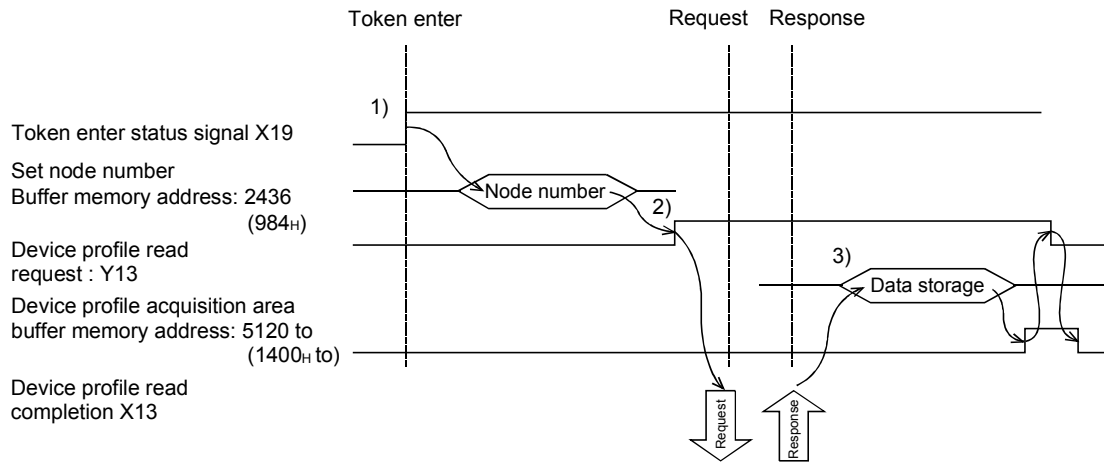 Token enter
Request
Response
1)
Token enter status signal X19
Set node number
Buffer memory address: 2436
(984H)
Node number
2)
Device profile read
request : Y13
3)
Data storage
Device profile acquisition area
buffer memory address: 5120 to
(1400H to)
Device profile read
completion X13
Request
Response